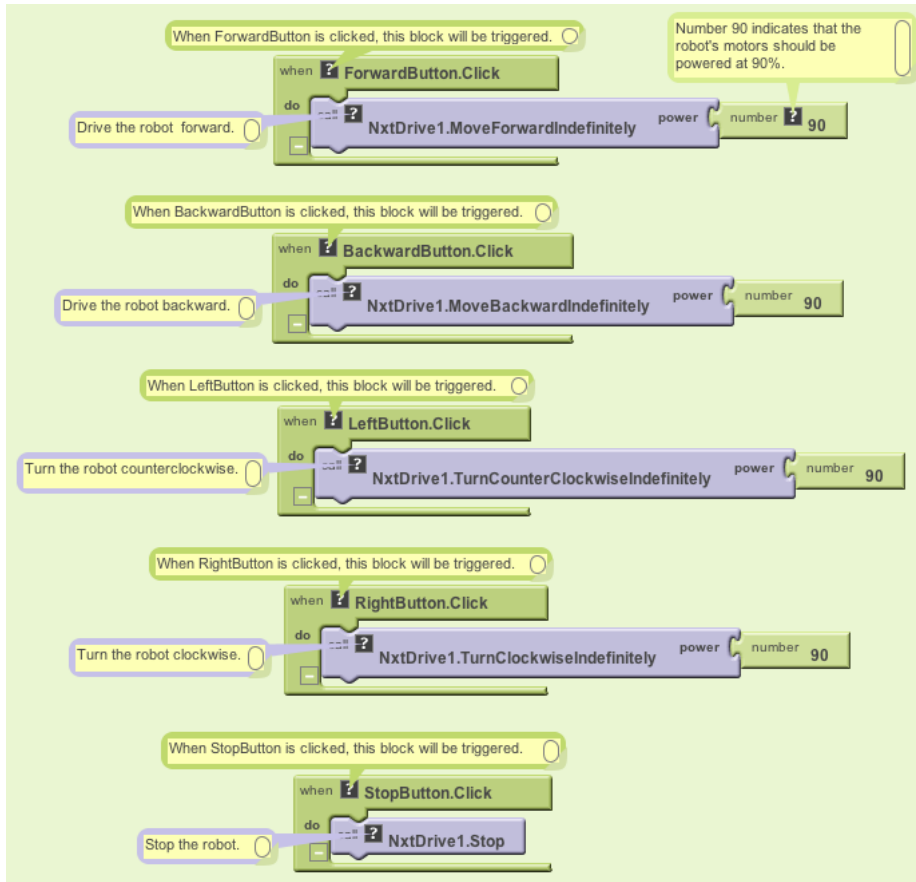 When ForwardButton is clicked, this block will be triggered.
Number 90 indicates that the
robot's motors should be
powered at 90%.
when ? ForwardButton.Click
do
Drive the robot forward.
? NxtDrive1.MoveForwardIndefinitely power number ? 90
When BackwardButton is clicked, this block will be triggered.
when ? BackwardButton.Click
do
Drive the robot backward.
? NxtDrive1.MoveBackwardIndefinitely power number 90
When LeftButton is clicked, this block will be triggered.
when ? LeftButton.Click
do
Turn the robot counterclockwise.
? NxtDrive1.TurnCounterClockwiseIndefinitely power number 90
When RightButton is clicked, this block will be triggered.
when ? RightButton.Click
do
Turn the robot clockwise.
? NxtDrive1.TurnClockwiseIndefinitely power number 90
When StopButton is clicked, this block will be triggered.
when ? StopButton.Click
do
Stop the robot.
? NxtDrive1.Stop